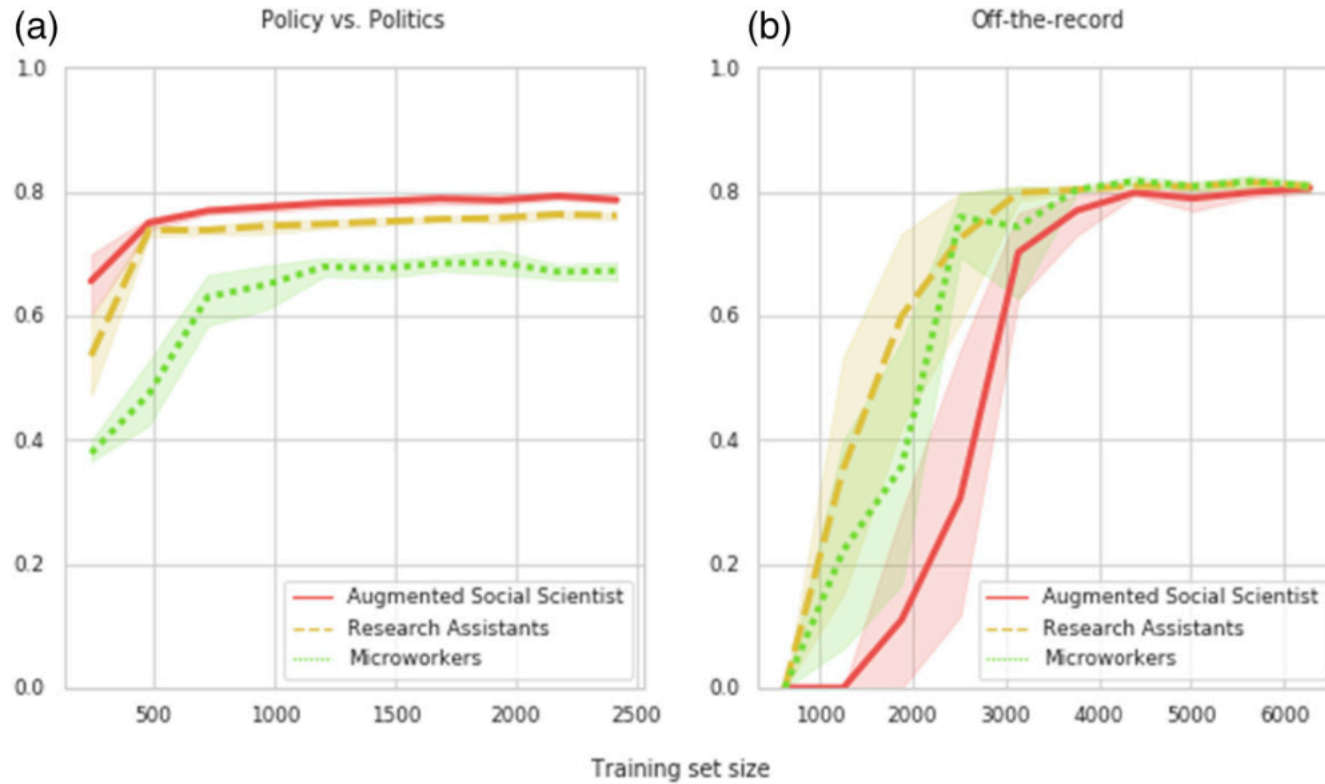 (a) Policy vs. Politics
1.0
0.8
0.6
0.4
0.2
0.0
500 1000 1500 2000 2500
Augmented Social Scientist
Research Assistants
Microworkers
(b) Off-the-record
1.0
0.8
0.6
0.4
0.2
0.0
1000 2000 3000 4000 5000 6000
Augmented Social Scientist
Research Assistants
Microworkers
Training set size